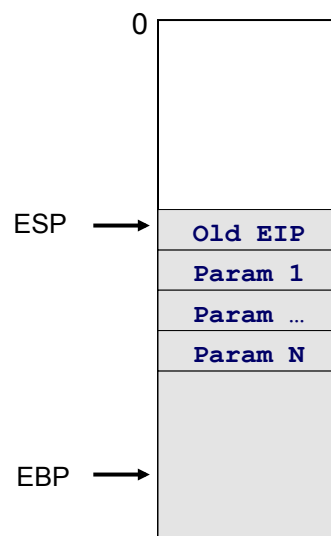 0
ESP
Old EIP
Param 1
Param …
Param N
EBP